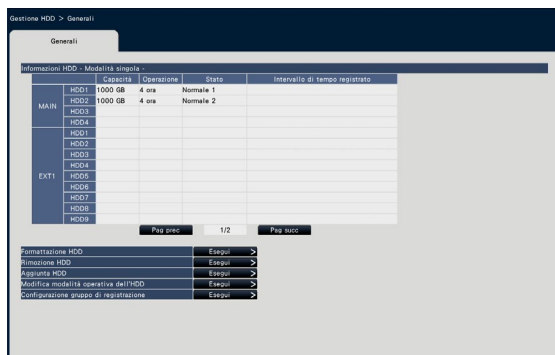 Gestione HDD > Generali
Generali
Informazioni HDD - Modalità singola -
Capacità Operazione Stato Intervallo di tempo registrato
MAIN
HDD1 1000 GB 4 ora Normale 1
HDD2 1000 GB 4 ora Normale 2
HDD3
HDD4
EXT1
HDD1
HDD2
HDD3
HDD4
HDD5
HDD6
HDD7
HDD8
HDD9
Pag prec 1/2 Pag succ
Formattazione HDD Esegui >
Rimozione HDD Esegui >
Aggiunta HDD Esegui >
Modifica modalità operativa dell'HDD Esegui >
Configurazione gruppo di registrazione Esegui >